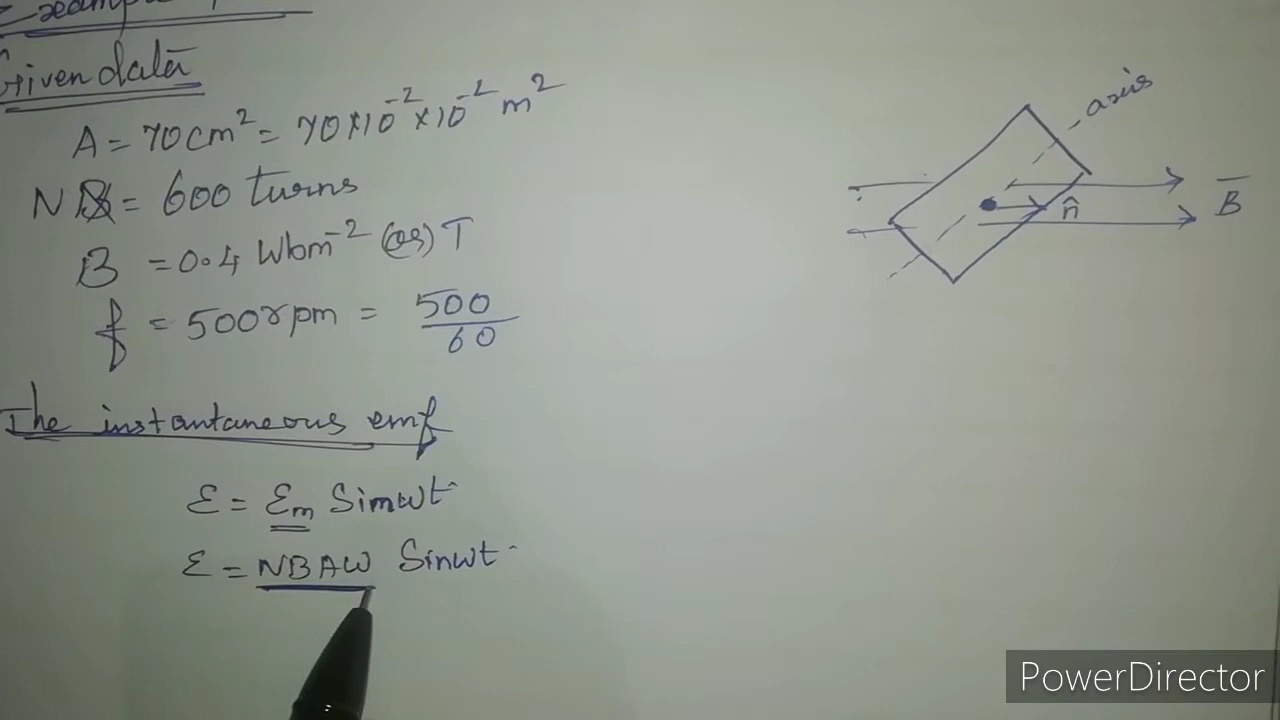 Example
Given data
A = 70 cm² = 70×10⁻²×10⁻² m²
N = 600 turns
B = 0.4 Wbm⁻² (or) T
f = 500 rpm = 500/60
The instantaneous emf
ε = εm Sinωt
ε = NBAω Sinωt
axis
B̅
n̂
PowerDirector